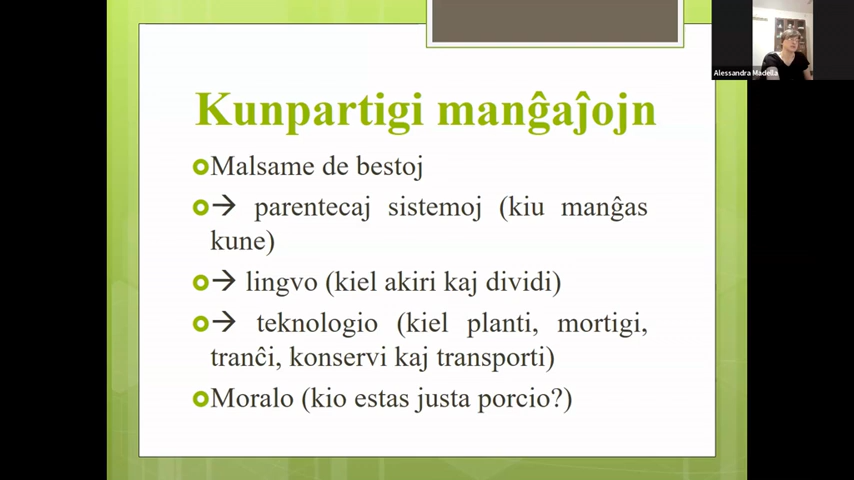 Alessandra Madella
Kunpartigi manĝaĵojn
Malsame de bestoj
→ parentecaj sistemoj (kiu manĝas
kune)
→ lingvo (kiel akiri kaj dividi)
→ teknologio (kiel planti, mortigi,
tranĉi, konservi kaj transporti)
Moralo (kio estas justa porcio?)